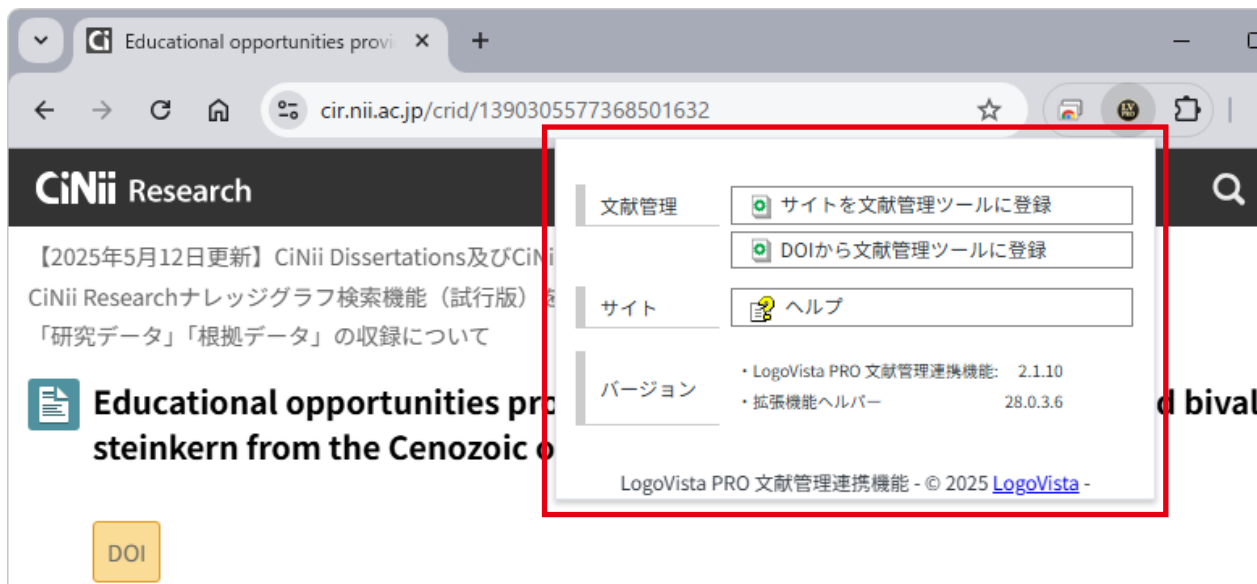 Educational opportunities provi
cir.nii.ac.jp/crid/1390305577368501632
CiNii Research
【2025年5月12日更新】CiNii Dissertations及びCiNi
CiNii Researchナレッジグラフ検索機能（試行版）を
「研究データ」「根拠データ」の収録について
Educational opportunities pro
d bival
steinkern from the Cenozoic o
DOI
文献管理
サイトを文献管理ツールに登録
DOIから文献管理ツールに登録
サイト
ヘルプ
バージョン
・LogoVista PRO 文献管理連携機能: 2.1.10
・拡張機能ヘルパー 28.0.3.6
LogoVista PRO 文献管理連携機能 - © 2025 LogoVista -